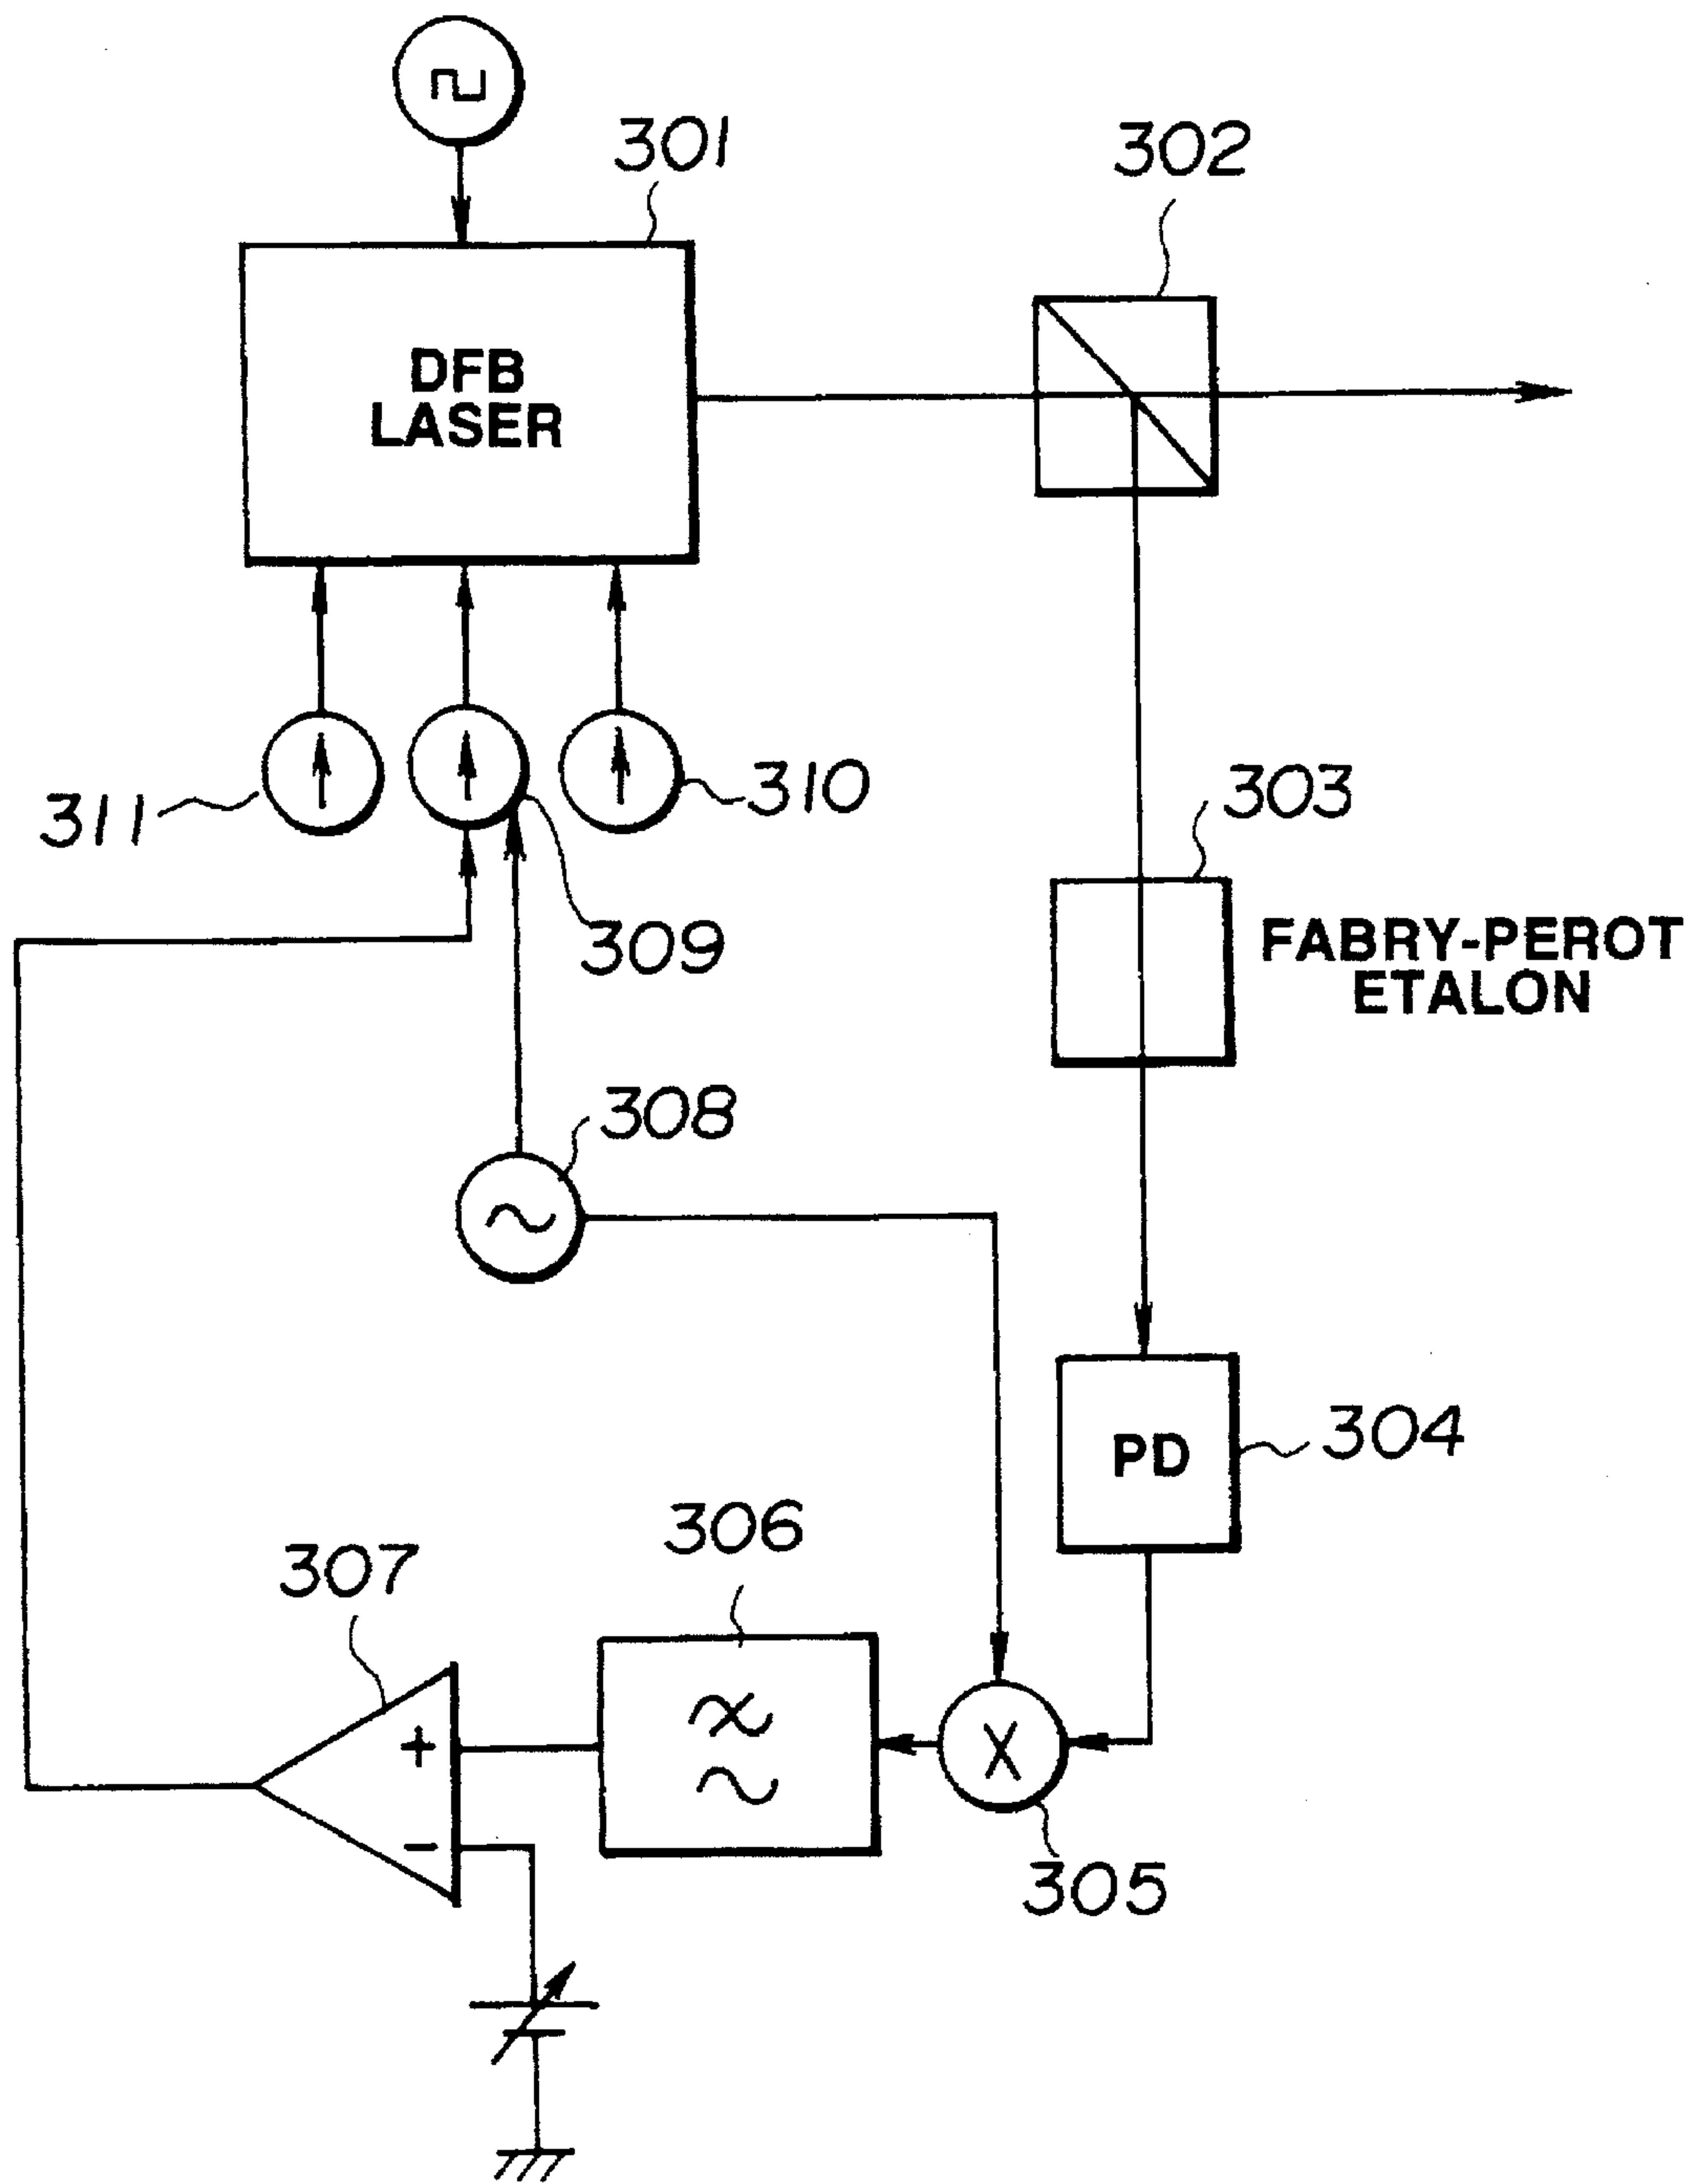 301
302
DFB
LASER
311
310
303
309
FABRY-PEROT
ETALON
308
304
PD
306
307
+
X
−
305